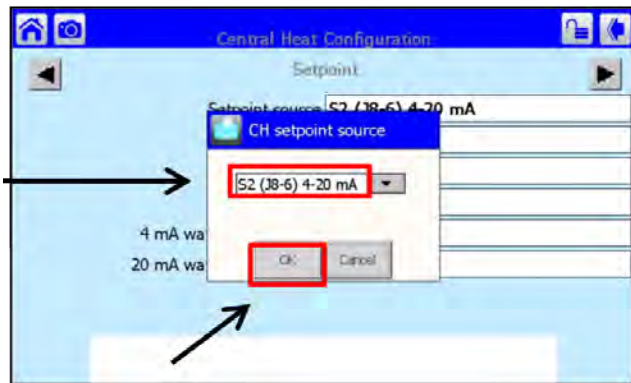 Central Heat Configuration
Setpoint
Setpoint source S2 (J8-6) 4-20 mA
CH setpoint source
S2 (J8-6) 4-20 mA
4 mA wa
20 mA wa
OK Cancel